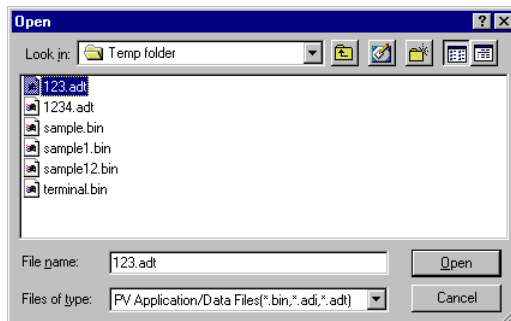 Open
Look in: Temp folder
123.adt
1234.adt
sample.bin
sample1.bin
sample12.bin
terminal.bin
File name: 123.adt Open
Files of type: PV Application/Data Files(*.bin,*.adi,*.adt) Cancel